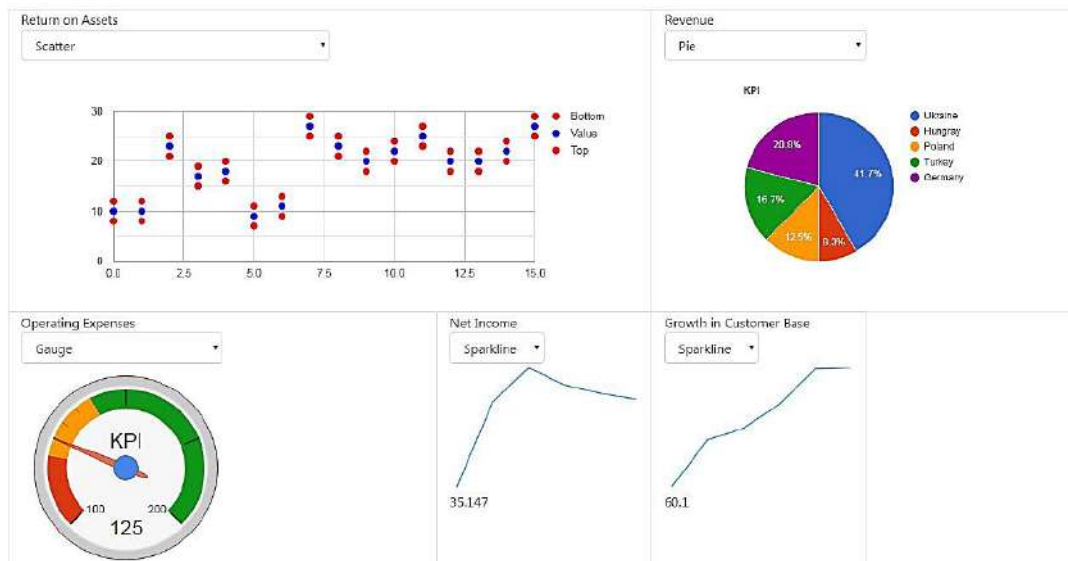 Return on Assets
Scatter
30
20
10
0
0.0
2.5
5.0
7.5
10.0
12.5
15.0
Bottom
Value
Top
Revenue
Pie
KPI
41.7%
8.3%
12.5%
16.7%
20.8%
Ukraine
Hungray
Poland
Turkey
Germany
Operating Expenses
Gauge
KPI
100
200
125
Net Income
Sparkline
35.147
Growth in Customer Base
Sparkline
60.1